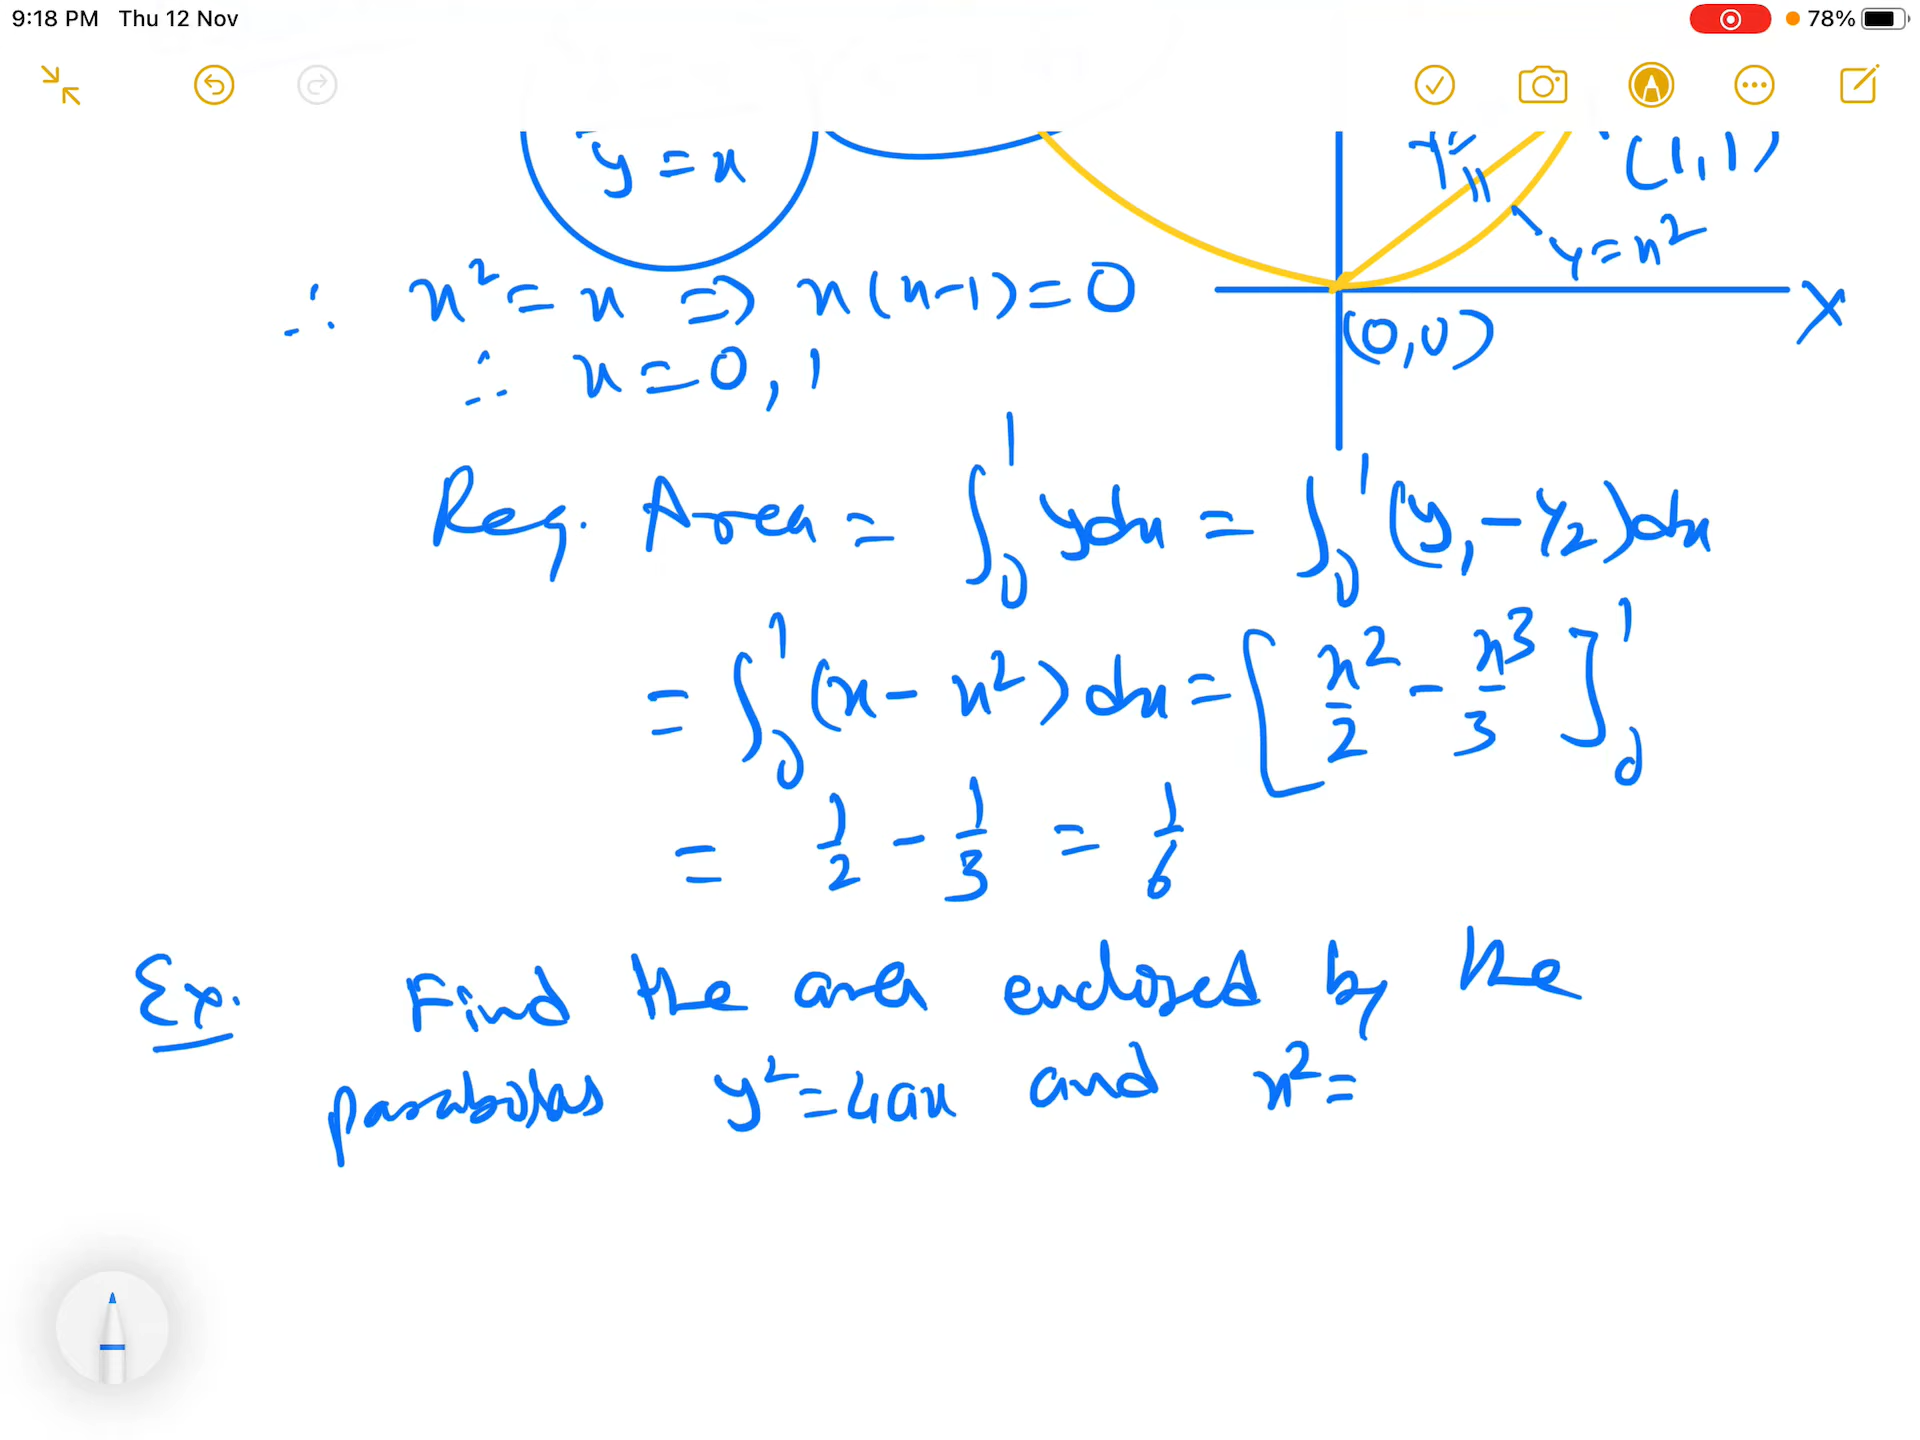 9:18 PM Thu 12 Nov 78%
y = x
(1,1)
y = x²
X
(0,0)
∴ x² = x ⇒ x(x-1) = 0
∴ x = 0, 1
Req. Area = ∫₀¹ y dx = ∫₀¹ (y₁ - y₂) dx
= ∫₀¹ (x - x²) dx = [x²/2 - x³/3]₀¹
= 1/2 - 1/3 = 1/6
Ex. Find the area enclosed by the
parabolas y² = 4ax and x² =